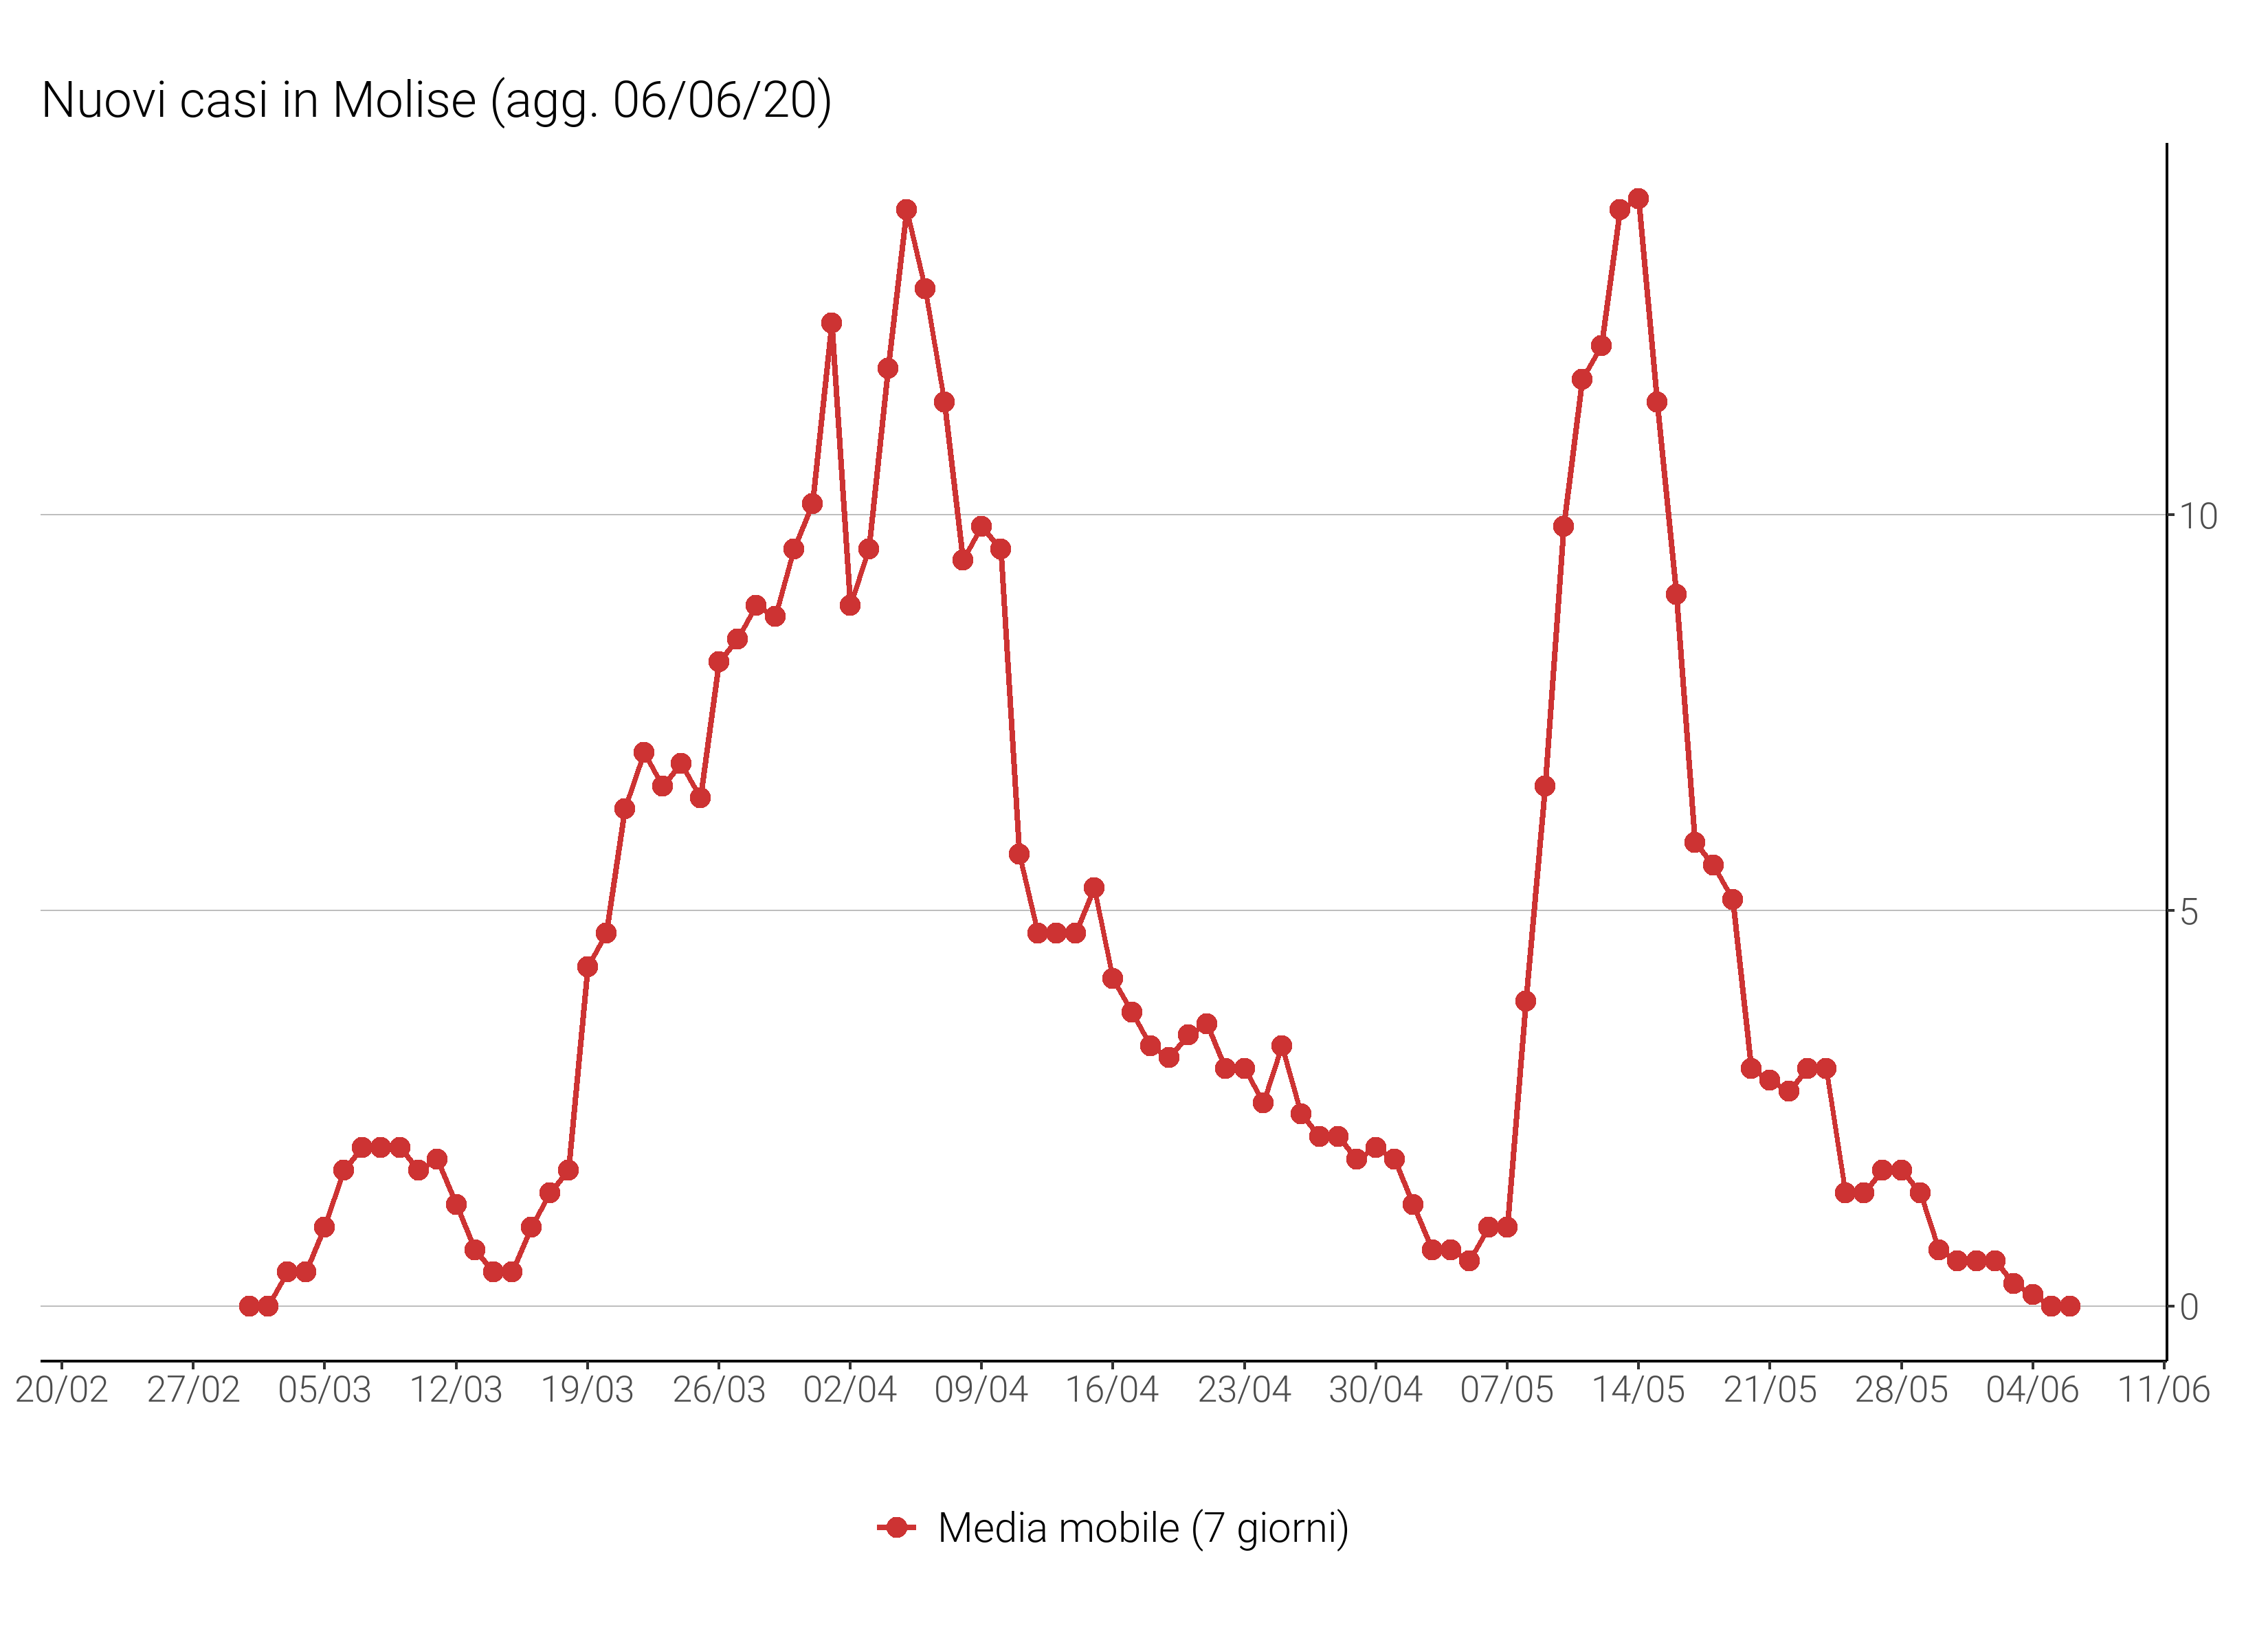 Nuovi casi in Molise (agg. 06/06/20)
10
5
0
20/02 27/02 05/03 12/03 19/03 26/03 02/04 09/04 16/04 23/04 30/04 07/05 14/05 21/05 28/05 04/06 11/06
Media mobile (7 giorni)